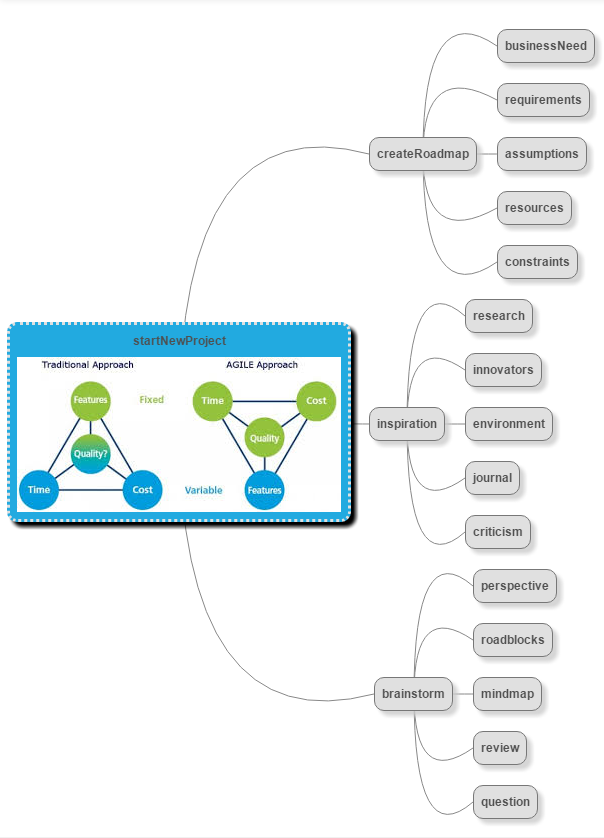 startNewProject
Traditional Approach
AGILE Approach
Features
Fixed
Time
Cost
Quality?
Quality
Time
Cost
Variable
Features
createRoadmap
businessNeed
requirements
assumptions
resources
constraints
inspiration
research
innovators
environment
journal
criticism
brainstorm
perspective
roadblocks
mindmap
review
question